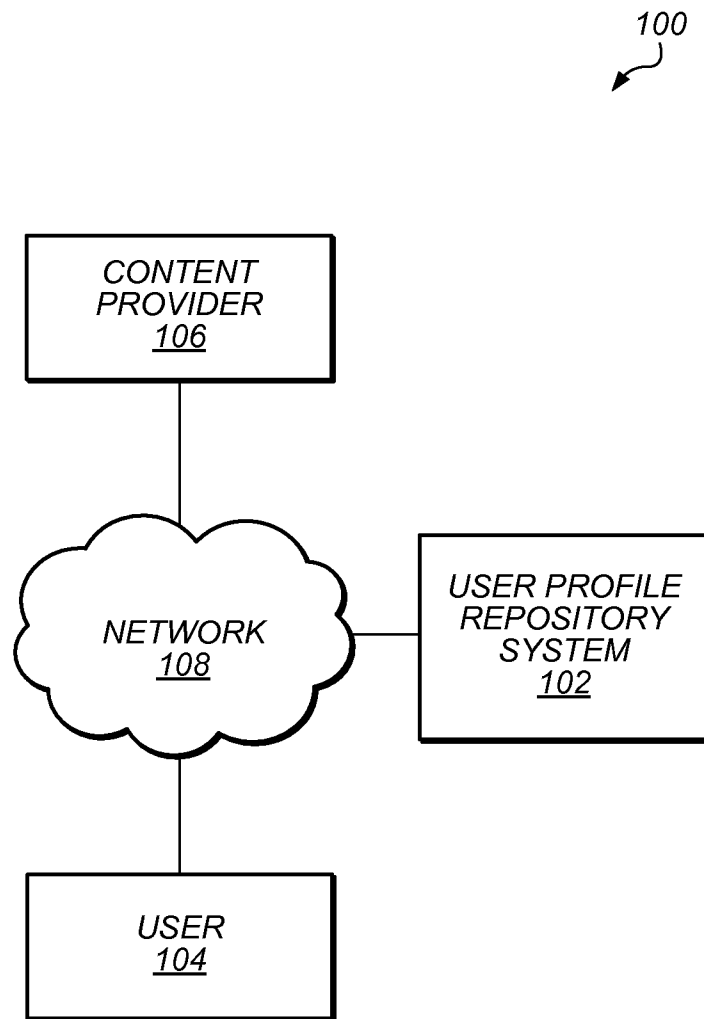 100
CONTENT
PROVIDER
106
NETWORK
108
USER PROFILE
REPOSITORY
SYSTEM
102
USER
104